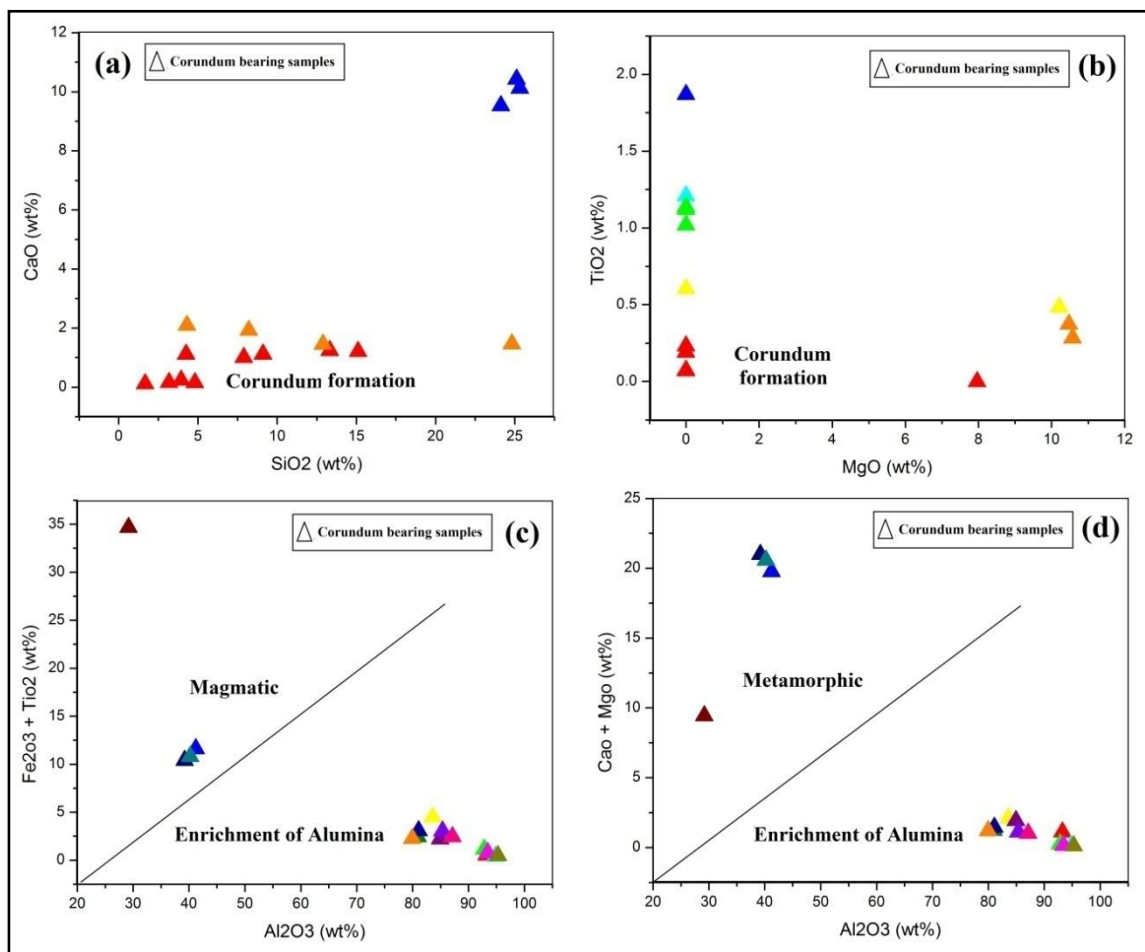 (a)
△ Corundum bearing samples
12
10
8
6
4
2
0
CaO (wt%)
Corundum formation
0 5 10 15 20 25
SiO2 (wt%)
(b)
△ Corundum bearing samples
2.0
1.5
1.0
0.5
0.0
TiO2 (wt%)
Corundum
formation
0 2 4 6 8 10 12
MgO (wt%)
(c)
△ Corundum bearing samples
35
30
25
20
15
10
5
0
Fe2o3 + Tio2 (wt%)
Magmatic
Enrichment of Alumina
20 30 40 50 60 70 80 90 100
Al2O3 (wt%)
(d)
△ Corundum bearing samples
25
20
15
10
5
0
Cao + Mgo (wt%)
Metamorphic
Enrichment of Alumina
20 30 40 50 60 70 80 90 100
Al2O3 (wt%)